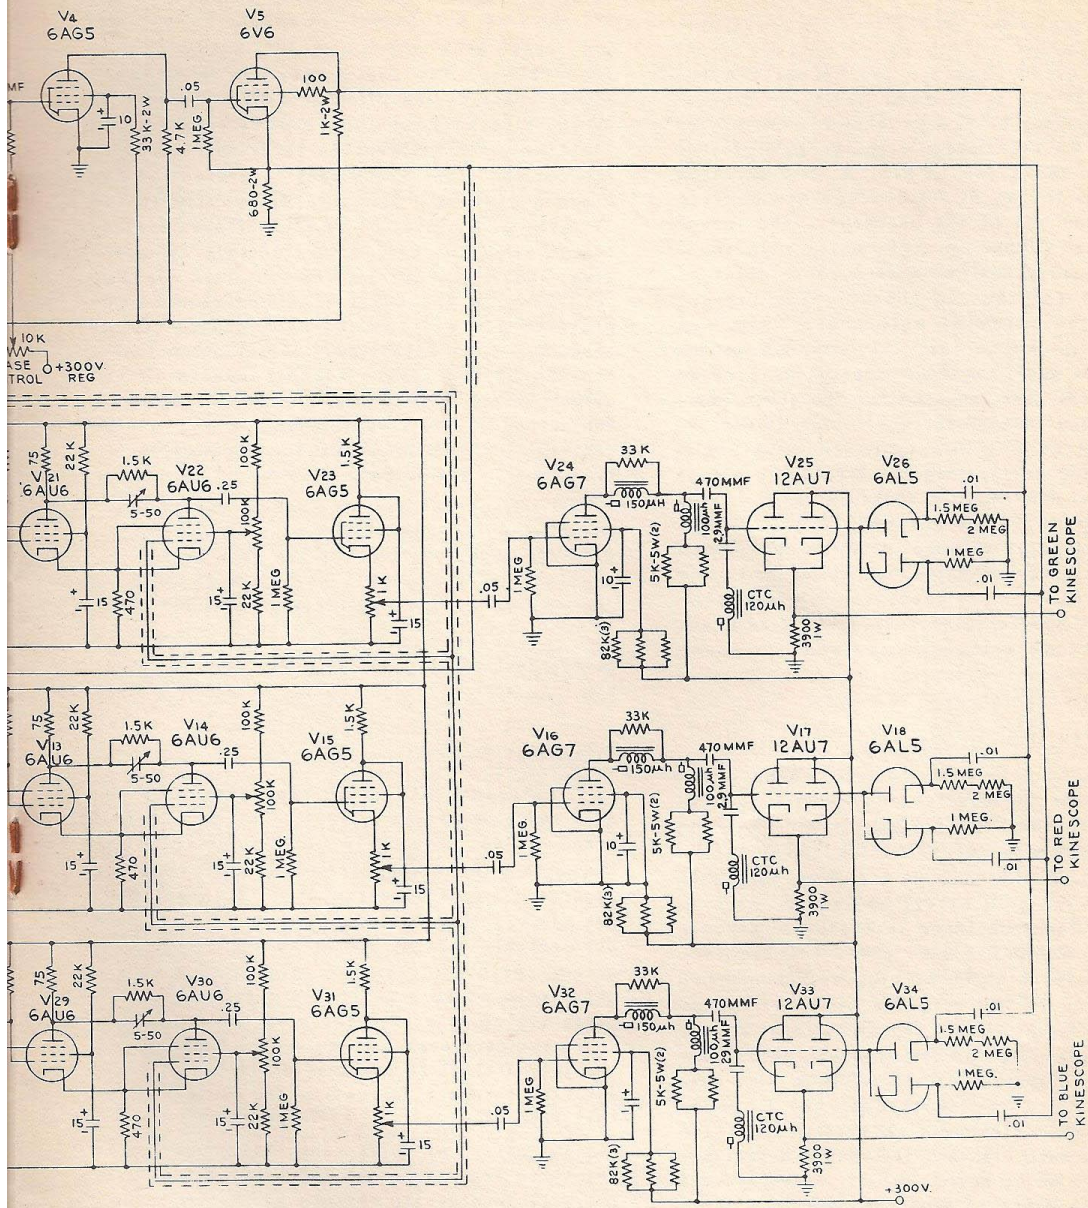 V4
6AG5
V5
6V6
MF
10
33K-2W
4.7K
.05
1 MEG
680-2W
100
1K-2W
10K
ASE
TROL
+300V.
REG
75
22K
V21
6AU6
1.5K
5-50
V22
6AU6
.25
100K
100K
V23
6AG5
1.5K
15
470
15
22K
1 MEG
1K
15
.05
1 MEG
V24
6AG7
33K
150µH
10
82K(3)
5K-5W(2)
100µh
470MMF
2.9MMF
CTC
120µh
V25
12AU7
3900
1W
V26
6AL5
.01
1.5 MEG
2 MEG
1 MEG
.01
TO GREEN
KINESCOPE
75
22K
V13
6AU6
1.5K
5-50
V14
6AU6
.25
100K
100K
V15
6AG5
1.5K
15
470
15
22K
1 MEG.
1K
15
.05
1 MEG.
V16
6AG7
33K
150µh
10
82K(3)
5K-5W(2)
100µh
470MMF
2.9MMF
CTC
120µh
V17
12AU7
3900
1W
V18
6AL5
.01
1.5 MEG
2 MEG
1 MEG.
.01
TO RED
KINESCOPE
75
22K
V29
6AU6
1.5K
5-50
V30
6AU6
.25
100K
100K
V31
6AG5
1.5K
15
470
15
22K
1 MEG
1K
15
.05
1 MEG
V32
6AG7
33K
150µh
82K(3)
5K-5W(2)
100µh
470MMF
29MMF
CTC
120µh
V33
12AU7
3900
1W
V34
6AL5
.01
1.5 MEG
2 MEG
1 MEG.
.01
TO BLUE
KINESCOPE
+300V.